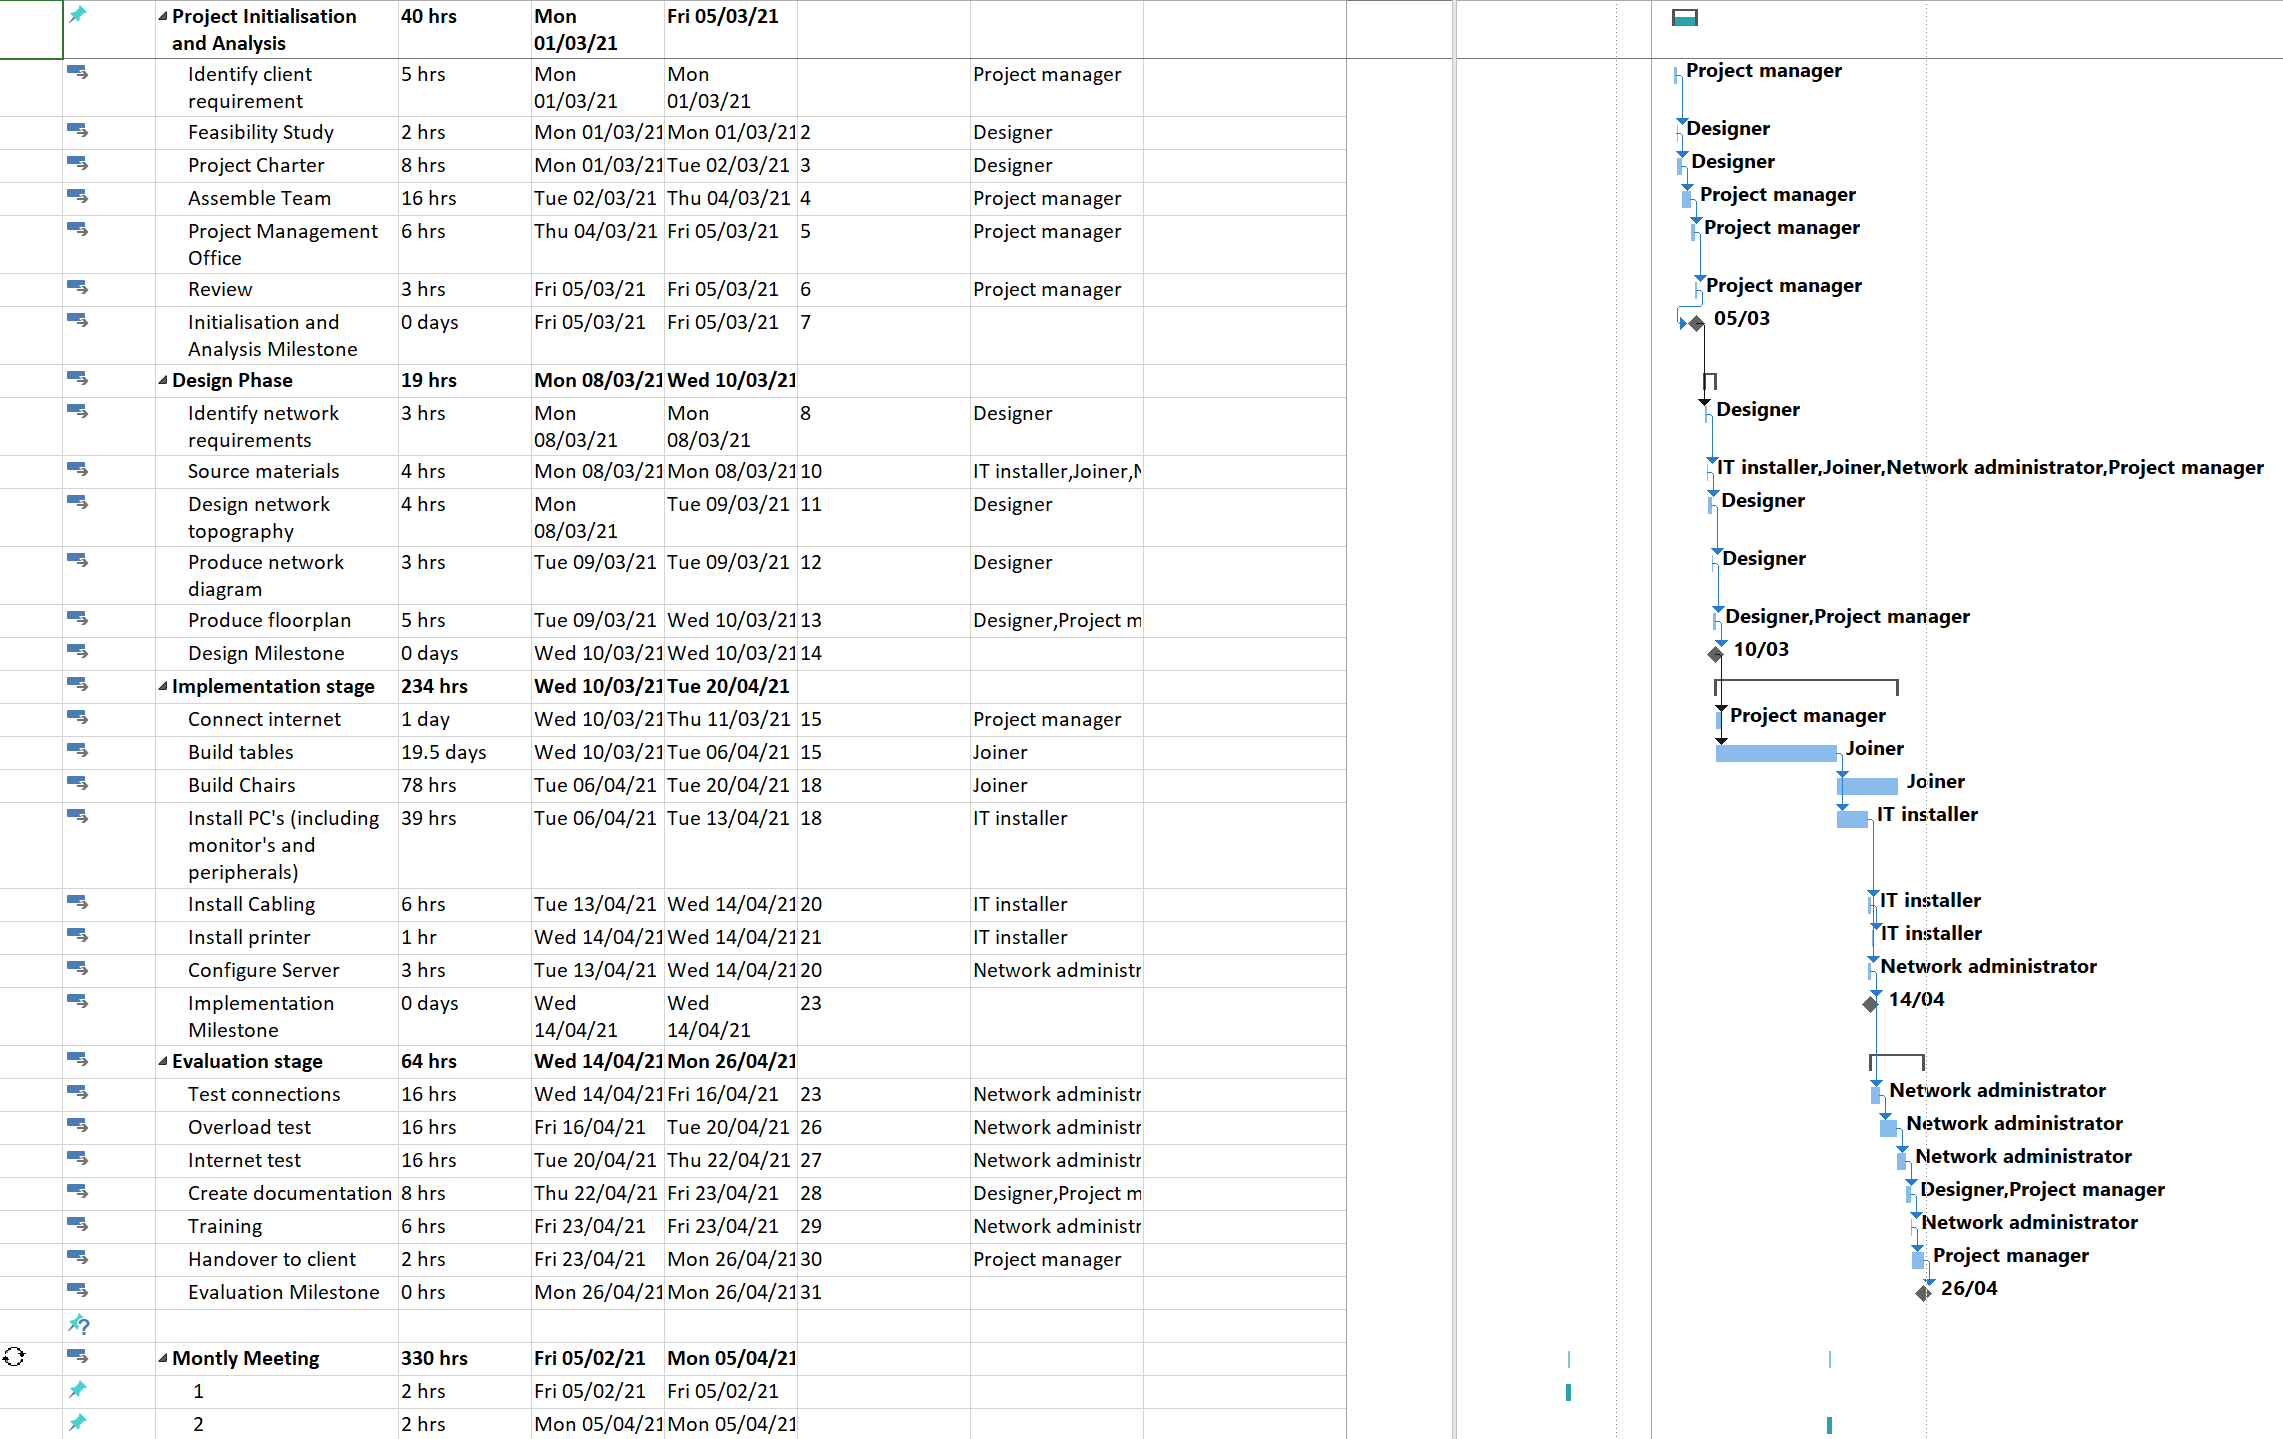 Project Initialisation and Analysis 40 hrs Mon 01/03/21 Fri 05/03/21
Identify client requirement 5 hrs Mon 01/03/21 Mon 01/03/21 Project manager Project manager
Feasibility Study 2 hrs Mon 01/03/21 Mon 01/03/21 2 Designer Designer
Project Charter 8 hrs Mon 01/03/21 Tue 02/03/21 3 Designer Designer
Assemble Team 16 hrs Tue 02/03/21 Thu 04/03/21 4 Project manager Project manager
Project Management Office 6 hrs Thu 04/03/21 Fri 05/03/21 5 Project manager Project manager
Review 3 hrs Fri 05/03/21 Fri 05/03/21 6 Project manager Project manager
Initialisation and Analysis Milestone 0 days Fri 05/03/21 Fri 05/03/21 7 05/03
Design Phase 19 hrs Mon 08/03/21 Wed 10/03/21
Identify network requirements 3 hrs Mon 08/03/21 Mon 08/03/21 8 Designer Designer
Source materials 4 hrs Mon 08/03/21 Mon 08/03/21 10 IT installer,Joiner,N IT installer,Joiner,Network administrator,Project manager
Design network topography 4 hrs Mon 08/03/21 Tue 09/03/21 11 Designer Designer
Produce network diagram 3 hrs Tue 09/03/21 Tue 09/03/21 12 Designer Designer
Produce floorplan 5 hrs Tue 09/03/21 Wed 10/03/21 13 Designer,Project m Designer,Project manager
Design Milestone 0 days Wed 10/03/21 Wed 10/03/21 14 10/03
Implementation stage 234 hrs Wed 10/03/21 Tue 20/04/21
Connect internet 1 day Wed 10/03/21 Thu 11/03/21 15 Project manager Project manager
Build tables 19.5 days Wed 10/03/21 Tue 06/04/21 15 Joiner Joiner
Build Chairs 78 hrs Tue 06/04/21 Tue 20/04/21 18 Joiner Joiner
Install PC's (including monitor's and peripherals) 39 hrs Tue 06/04/21 Tue 13/04/21 18 IT installer IT installer
Install Cabling 6 hrs Tue 13/04/21 Wed 14/04/21 20 IT installer IT installer
Install printer 1 hr Wed 14/04/21 Wed 14/04/21 21 IT installer IT installer
Configure Server 3 hrs Tue 13/04/21 Wed 14/04/21 20 Network administr Network administrator
Implementation Milestone 0 days Wed 14/04/21 Wed 14/04/21 23 14/04
Evaluation stage 64 hrs Wed 14/04/21 Mon 26/04/21
Test connections 16 hrs Wed 14/04/21 Fri 16/04/21 23 Network administr Network administrator
Overload test 16 hrs Fri 16/04/21 Tue 20/04/21 26 Network administr Network administrator
Internet test 16 hrs Tue 20/04/21 Thu 22/04/21 27 Network administr Network administrator
Create documentation 8 hrs Thu 22/04/21 Fri 23/04/21 28 Designer,Project m Designer,Project manager
Training 6 hrs Fri 23/04/21 Fri 23/04/21 29 Network administr Network administrator
Handover to client 2 hrs Fri 23/04/21 Mon 26/04/21 30 Project manager Project manager
Evaluation Milestone 0 hrs Mon 26/04/21 Mon 26/04/21 31 26/04
?
Montly Meeting 330 hrs Fri 05/02/21 Mon 05/04/21
1 2 hrs Fri 05/02/21 Fri 05/02/21
2 2 hrs Mon 05/04/21 Mon 05/04/21